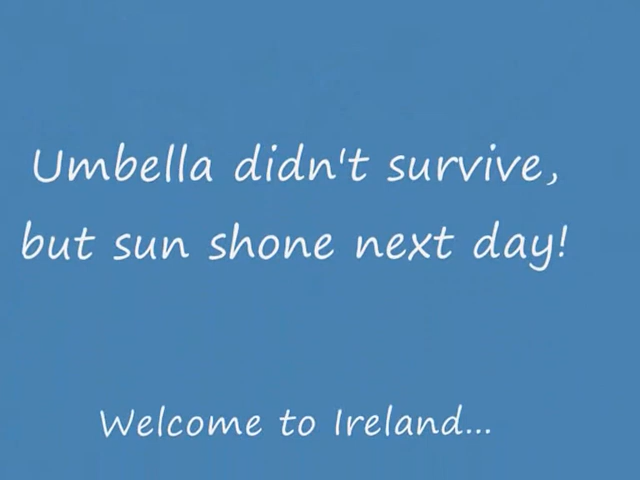 Umbella didn't survive,
but sun shone next day!
Welcome to Ireland...